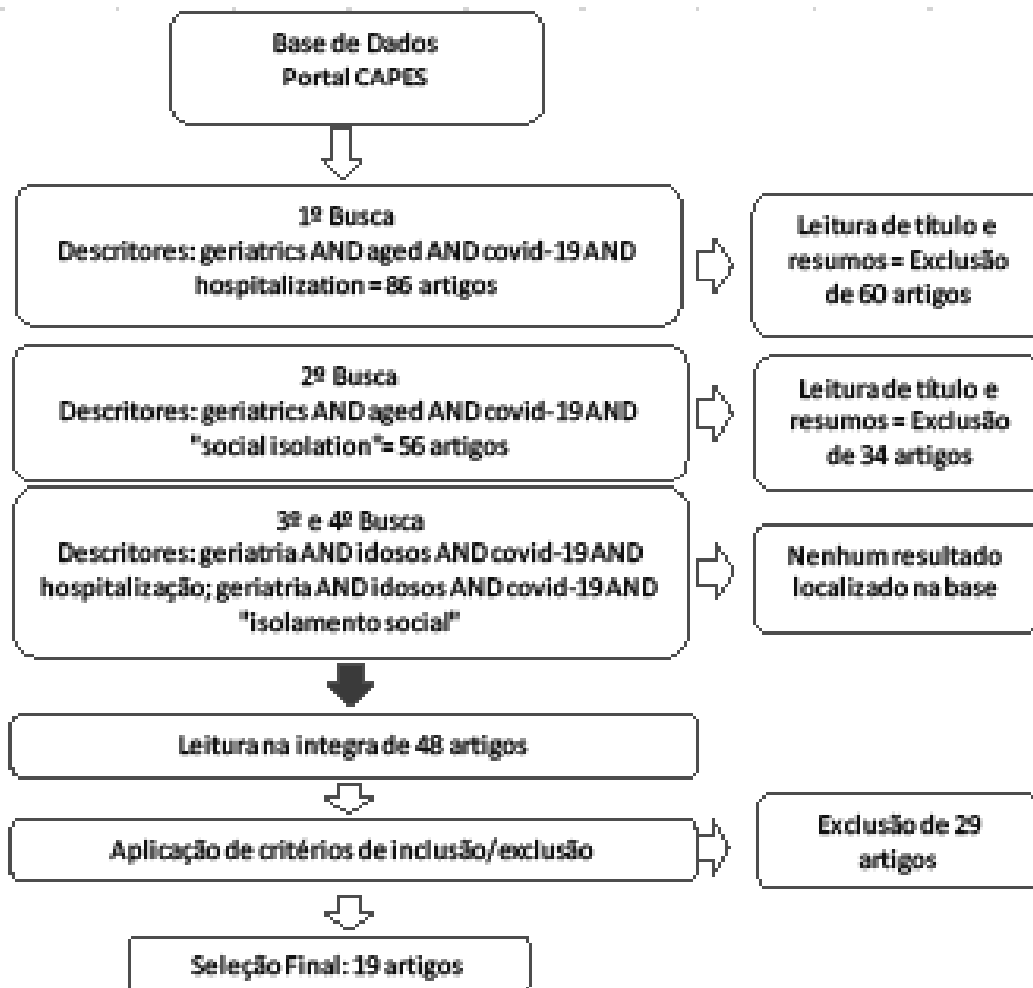 Base de Dados
Portal CAPES
1º Busca
Descritores: geriatrics AND aged AND covid-19 AND
hospitalization = 86 artigos
Leitura de título e
resumos = Exclusão
de 60 artigos
2º Busca
Descritores: geriatrics AND aged AND covid-19 AND
"social isolation"= 56 artigos
Leitura de título e
resumos = Exclusão
de 34 artigos
3º e 4º Busca
Descritores: geriatria AND idosos AND covid-19 AND
hospitalização; geriatria AND idosos AND covid-19 AND
"isolamento social"
Nenhum resultado
localizado na base
Leitura na integra de 48 artigos
Aplicação de critérios de inclusão/exclusão
Exclusão de 29
artigos
Seleção Final: 19 artigos